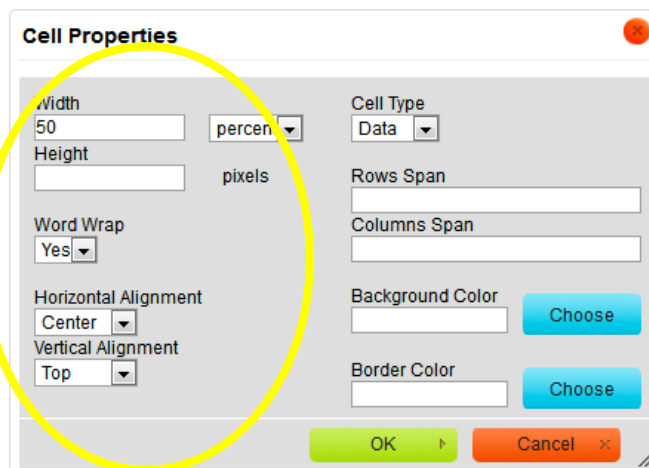 Cell Properties
Width
50 percen
Height
pixels
Word Wrap
Yes
Horizontal Alignment
Center
Vertical Alignment
Top
Cell Type
Data
Rows Span
Columns Span
Background Color
Choose
Border Color
Choose
OK
Cancel